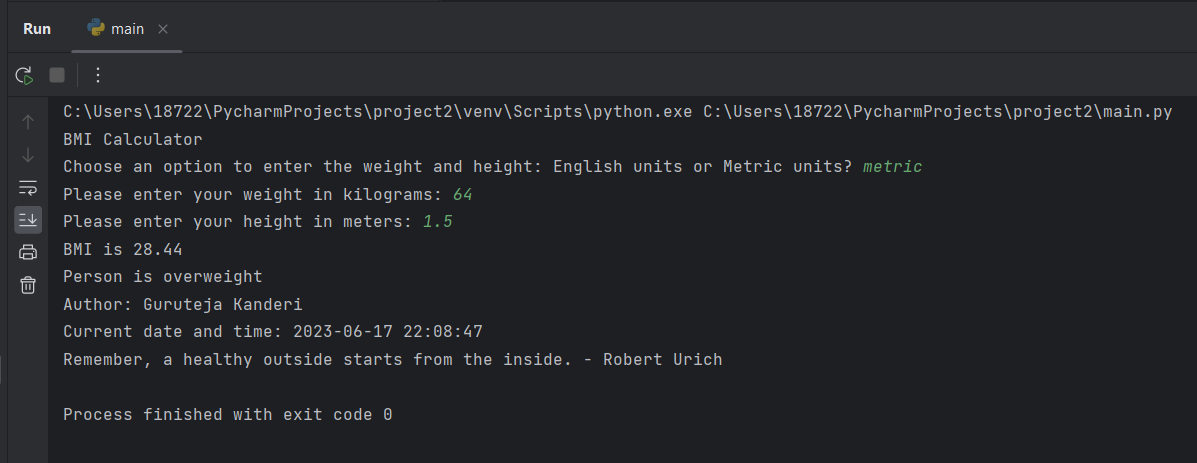 Run main
C:\Users\18722\PycharmProjects\project2\venv\Scripts\python.exe C:\Users\18722\PycharmProjects\project2\main.py
BMI Calculator
Choose an option to enter the weight and height: English units or Metric units? metric
Please enter your weight in kilograms: 64
Please enter your height in meters: 1.5
BMI is 28.44
Person is overweight
Author: Guruteja Kanderi
Current date and time: 2023-06-17 22:08:47
Remember, a healthy outside starts from the inside. - Robert Urich
Process finished with exit code 0